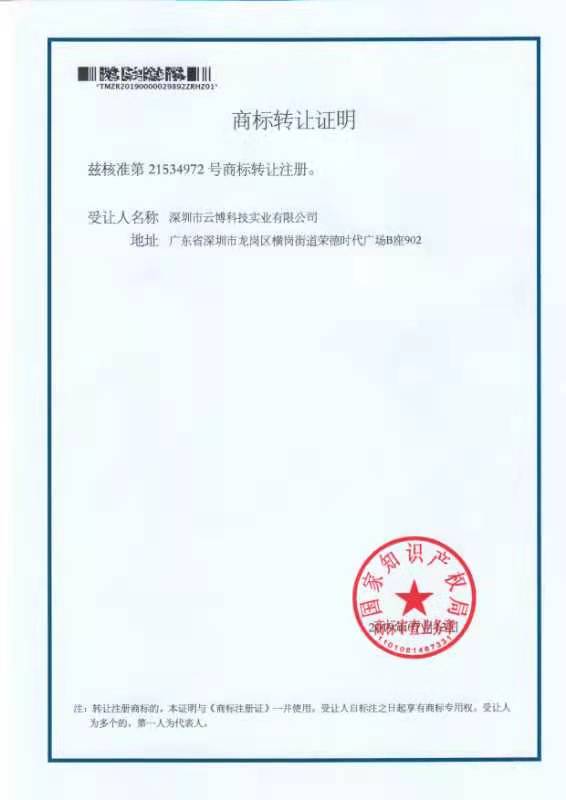 *TMZR20190000029892ZRHZ01*
商标转让证明
兹核准第 21534972 号商标转让注册。
受让人名称 深圳市云博科技实业有限公司
地址 广东省深圳市龙岗区横岗街道荣德时代广场B座902
国家知识产权局
商标审查业务章
1101081487331
注：转让注册商标的，本证明与《商标注册证》一并使用。受让人自标注之日起享有商标专用权。受让人
为多个的，第一人为代表人。